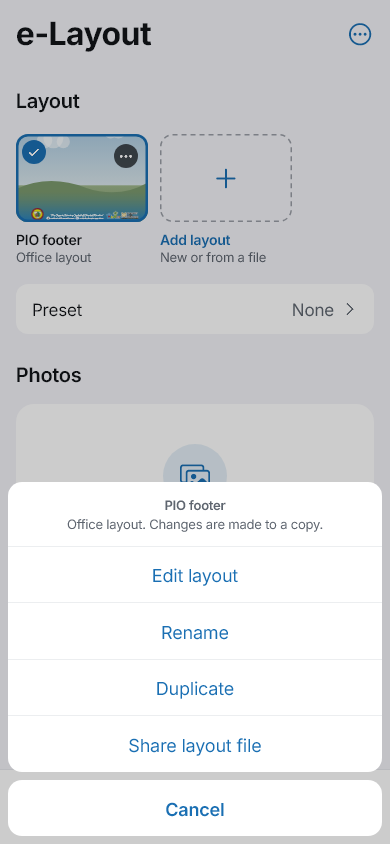 e-Layout
Layout
PIO footer
Office layout
Add layout
New or from a file
Preset
None
Photos
PIO footer
Office layout. Changes are made to a copy.
Edit layout
Rename
Duplicate
Share layout file
Cancel